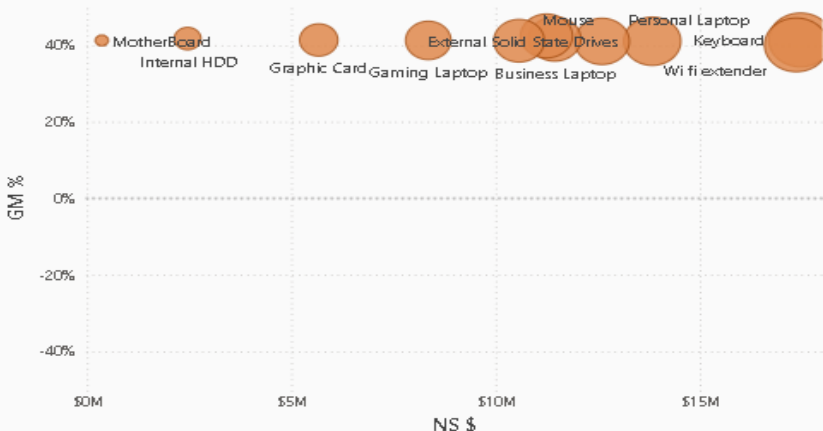 Mouse
Personal Laptop
40%
MotherBoard
External Solid State Drives
Keyboard
Internal HDD
Graphic Card
Gaming Laptop
Business Laptop
Wi fi extender
20%
GM %
0%
-20%
-40%
$0M
$5M
$10M
$15M
NS $